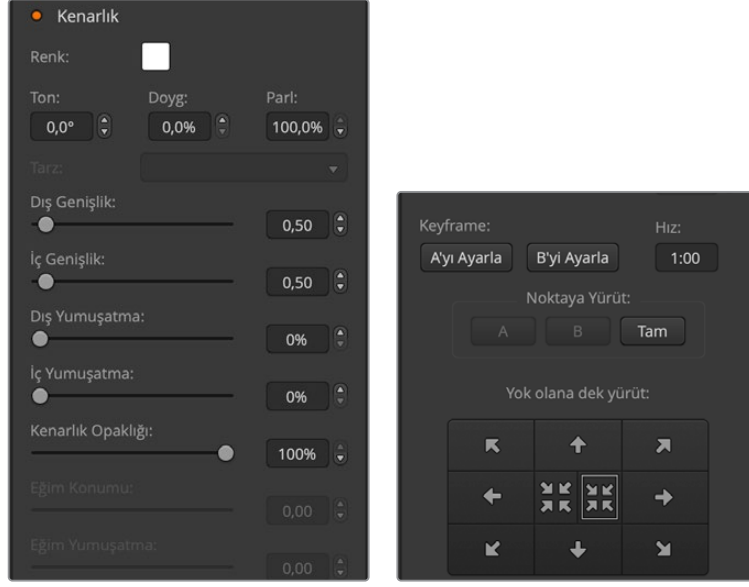 Kenarlık
Renk:
Ton: Doyg: Parl:
0,0° 0,0% 100,0%
Tarz:
Dış Genişlik:
0,50
İç Genişlik:
0,50
Dış Yumuşatma:
0%
İç Yumuşatma:
0%
Kenarlık Opaklığı:
100%
Eğim Konumu:
0,00
Eğim Yumuşatma:
0,00
Keyframe: Hız:
A'yı Ayarla B'yi Ayarla 1:00
Noktaya Yürüt:
A B Tam
Yok olana dek yürüt: